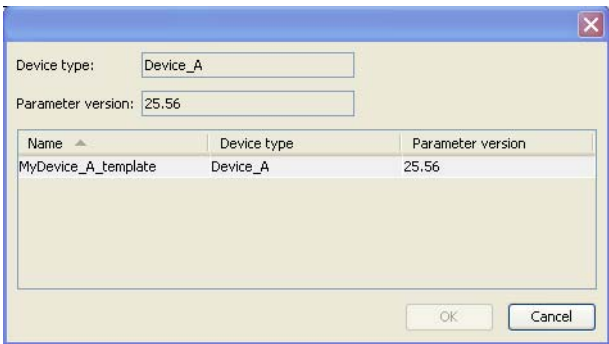 Device type: Device_A
Parameter version: 25.56
Name Device type Parameter version
MyDevice_A_template Device_A 25.56
OK Cancel